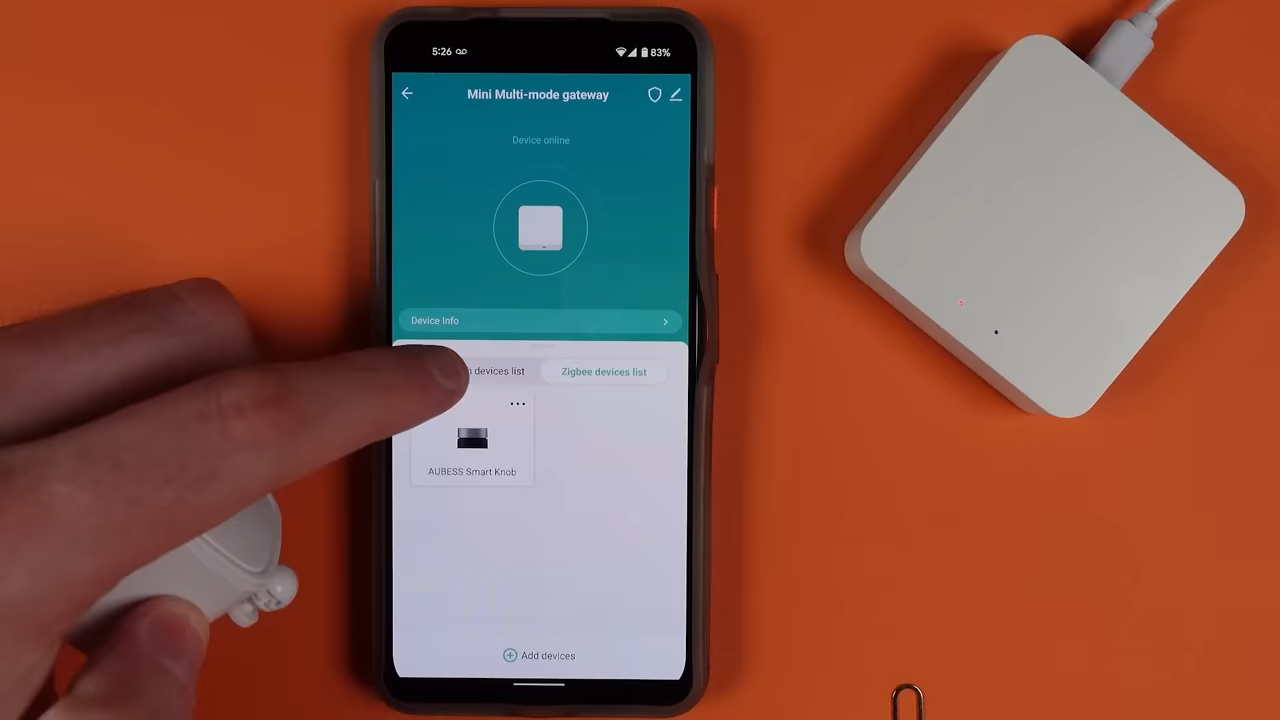 5:26
83%
Mini Multi-mode gateway
Device online
Device Info
devices list
Zigbee devices list
AUBESS Smart Knob
Add devices